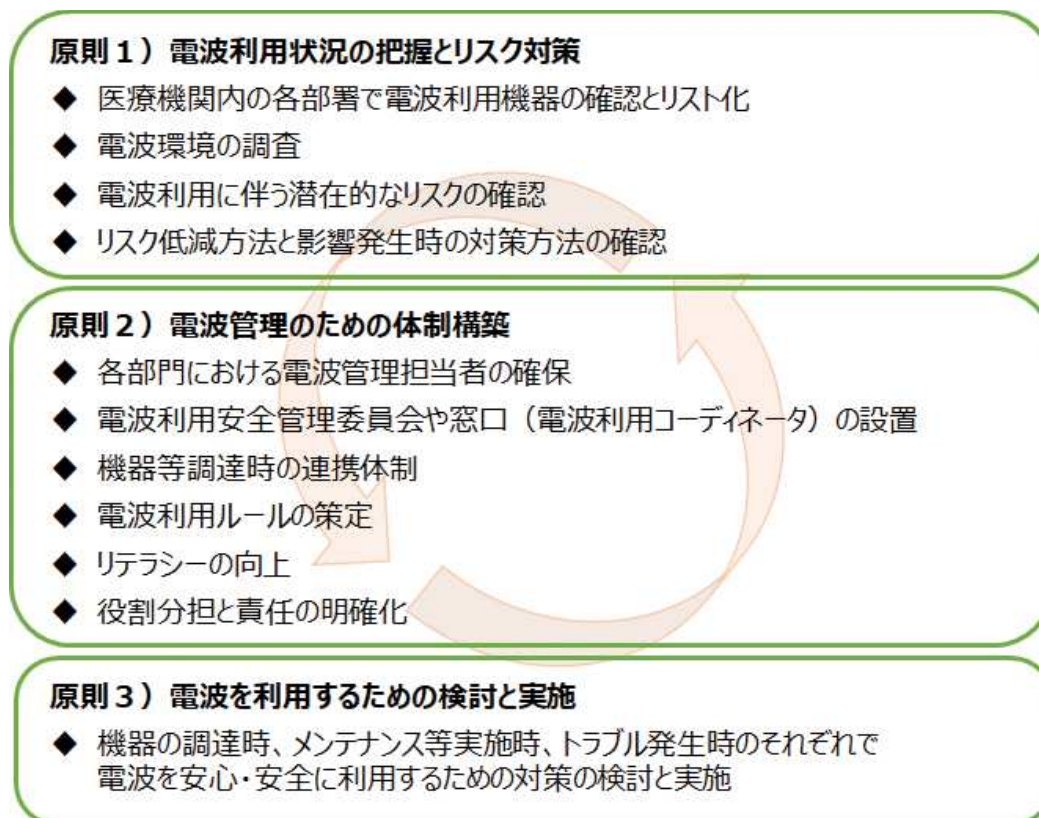 原則１）電波利用状況の把握とリスク対策
◆ 医療機関内の各部署で電波利用機器の確認とリスト化
◆ 電波環境の調査
◆ 電波利用に伴う潜在的なリスクの確認
◆ リスク低減方法と影響発生時の対策方法の確認
原則２）電波管理のための体制構築
◆ 各部門における電波管理担当者の確保
◆ 電波利用安全管理委員会や窓口（電波利用コーディネータ）の設置
◆ 機器等調達時の連携体制
◆ 電波利用ルールの策定
◆ リテラシーの向上
◆ 役割分担と責任の明確化
原則３）電波を利用するための検討と実施
◆ 機器の調達時、メンテナンス等実施時、トラブル発生時のそれぞれで
電波を安心・安全に利用するための対策の検討と実施